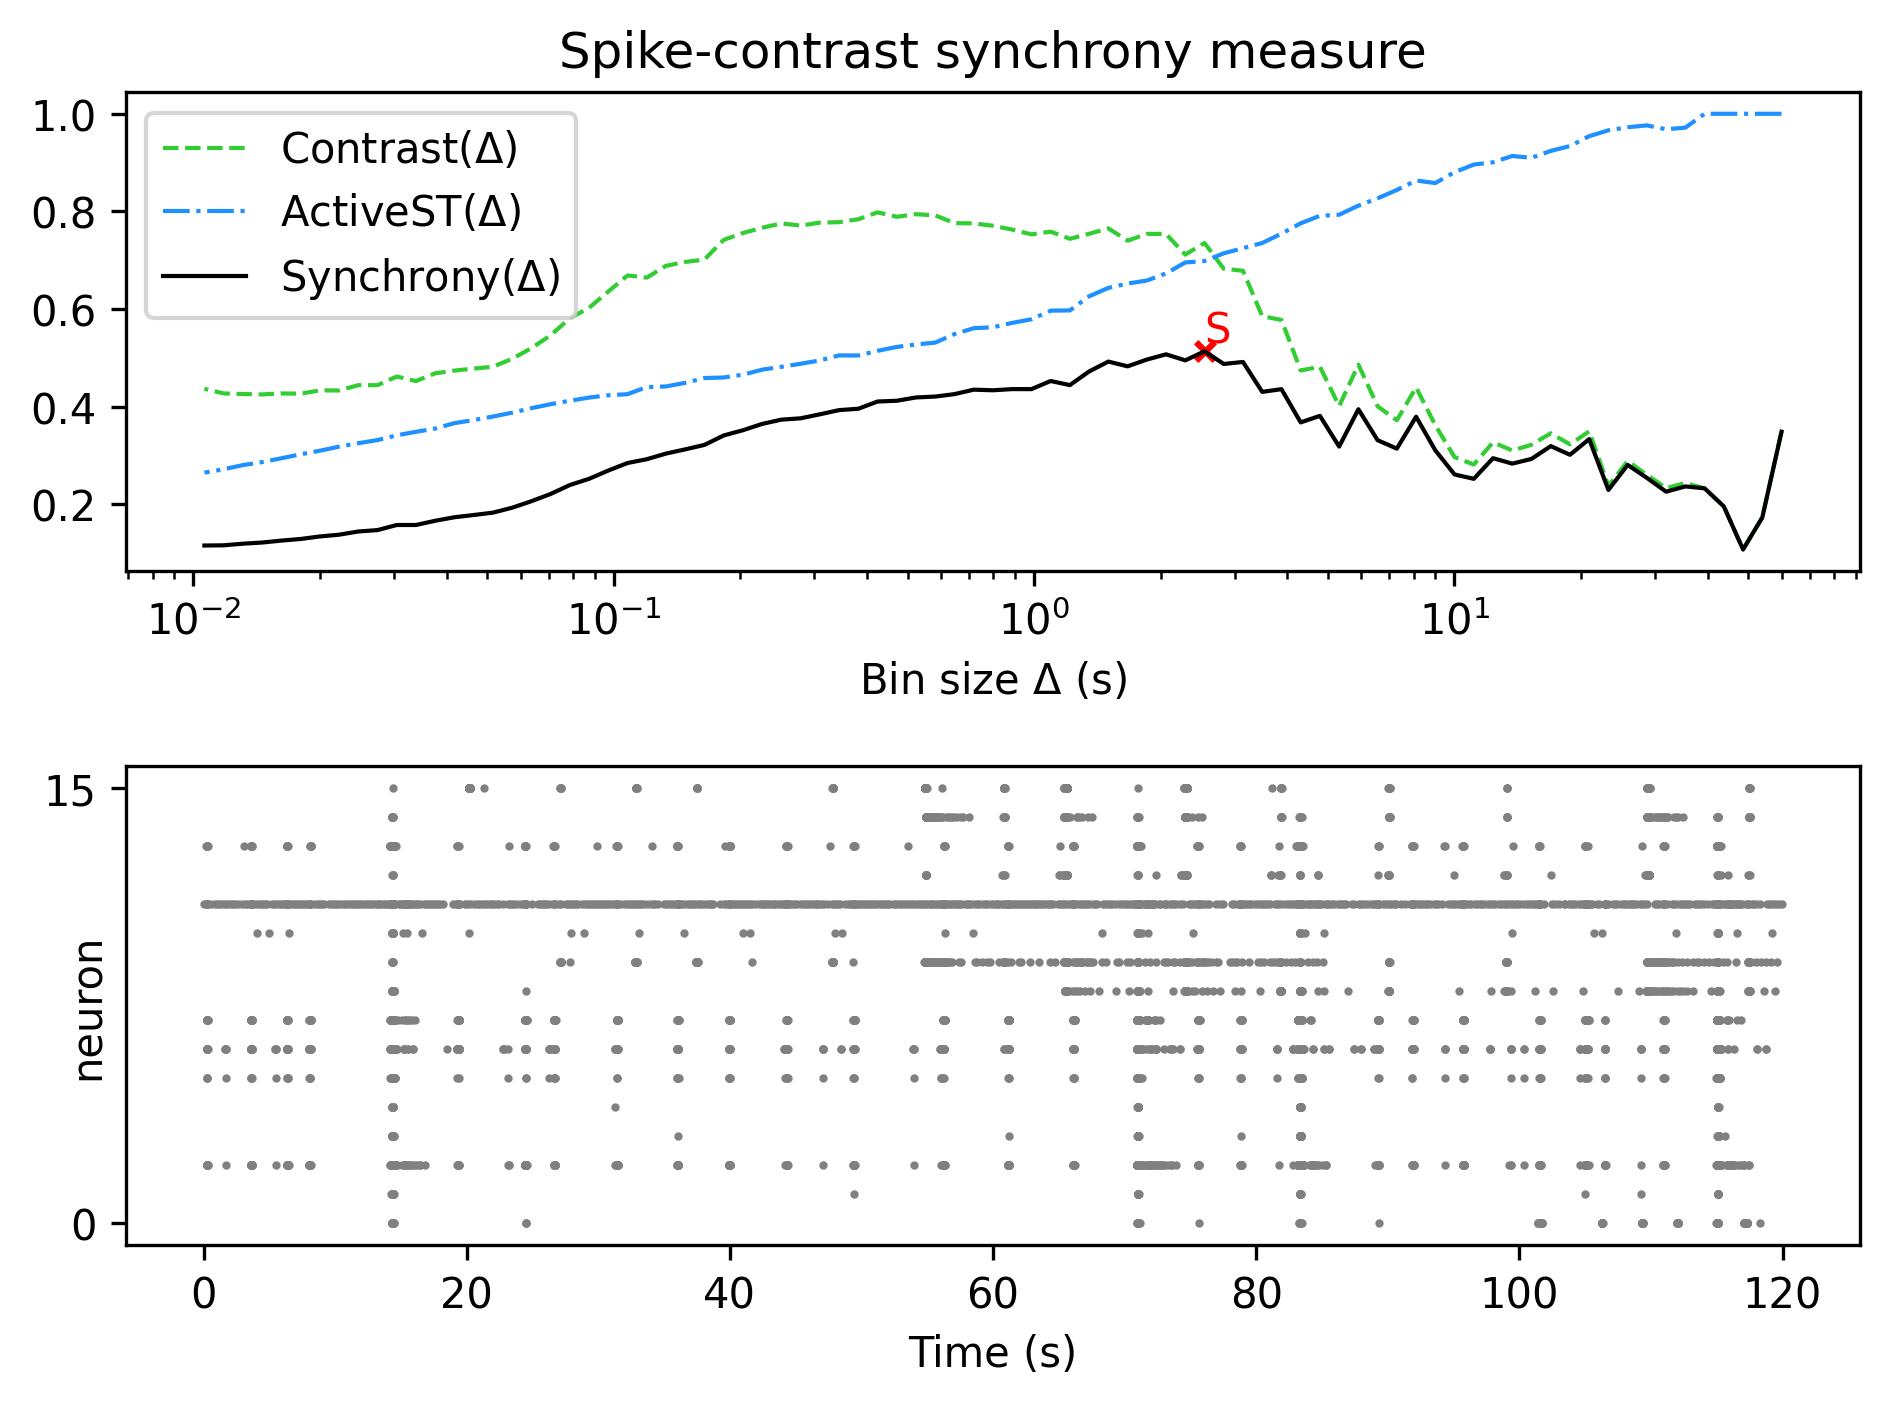 Spike-contrast synchrony measure
1.0
0.8
0.6
0.4
0.2
Contrast(Δ)
ActiveST(Δ)
Synchrony(Δ)
S
10⁻² 10⁻¹ 10⁰ 10¹
Bin size Δ (s)
15
0
neuron
0 20 40 60 80 100 120
Time (s)